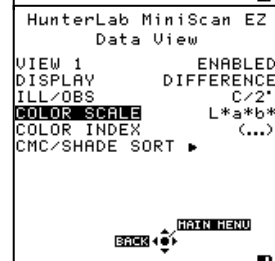 HunterLab MiniScan EZ
Data View
VIEW 1 ENABLED
DISPLAY DIFFERENCE
ILL/OBS C/2°
COLOR SCALE L*a*b*
COLOR INDEX (...)
CMC/SHADE SORT ►
MAIN MENU
BACK